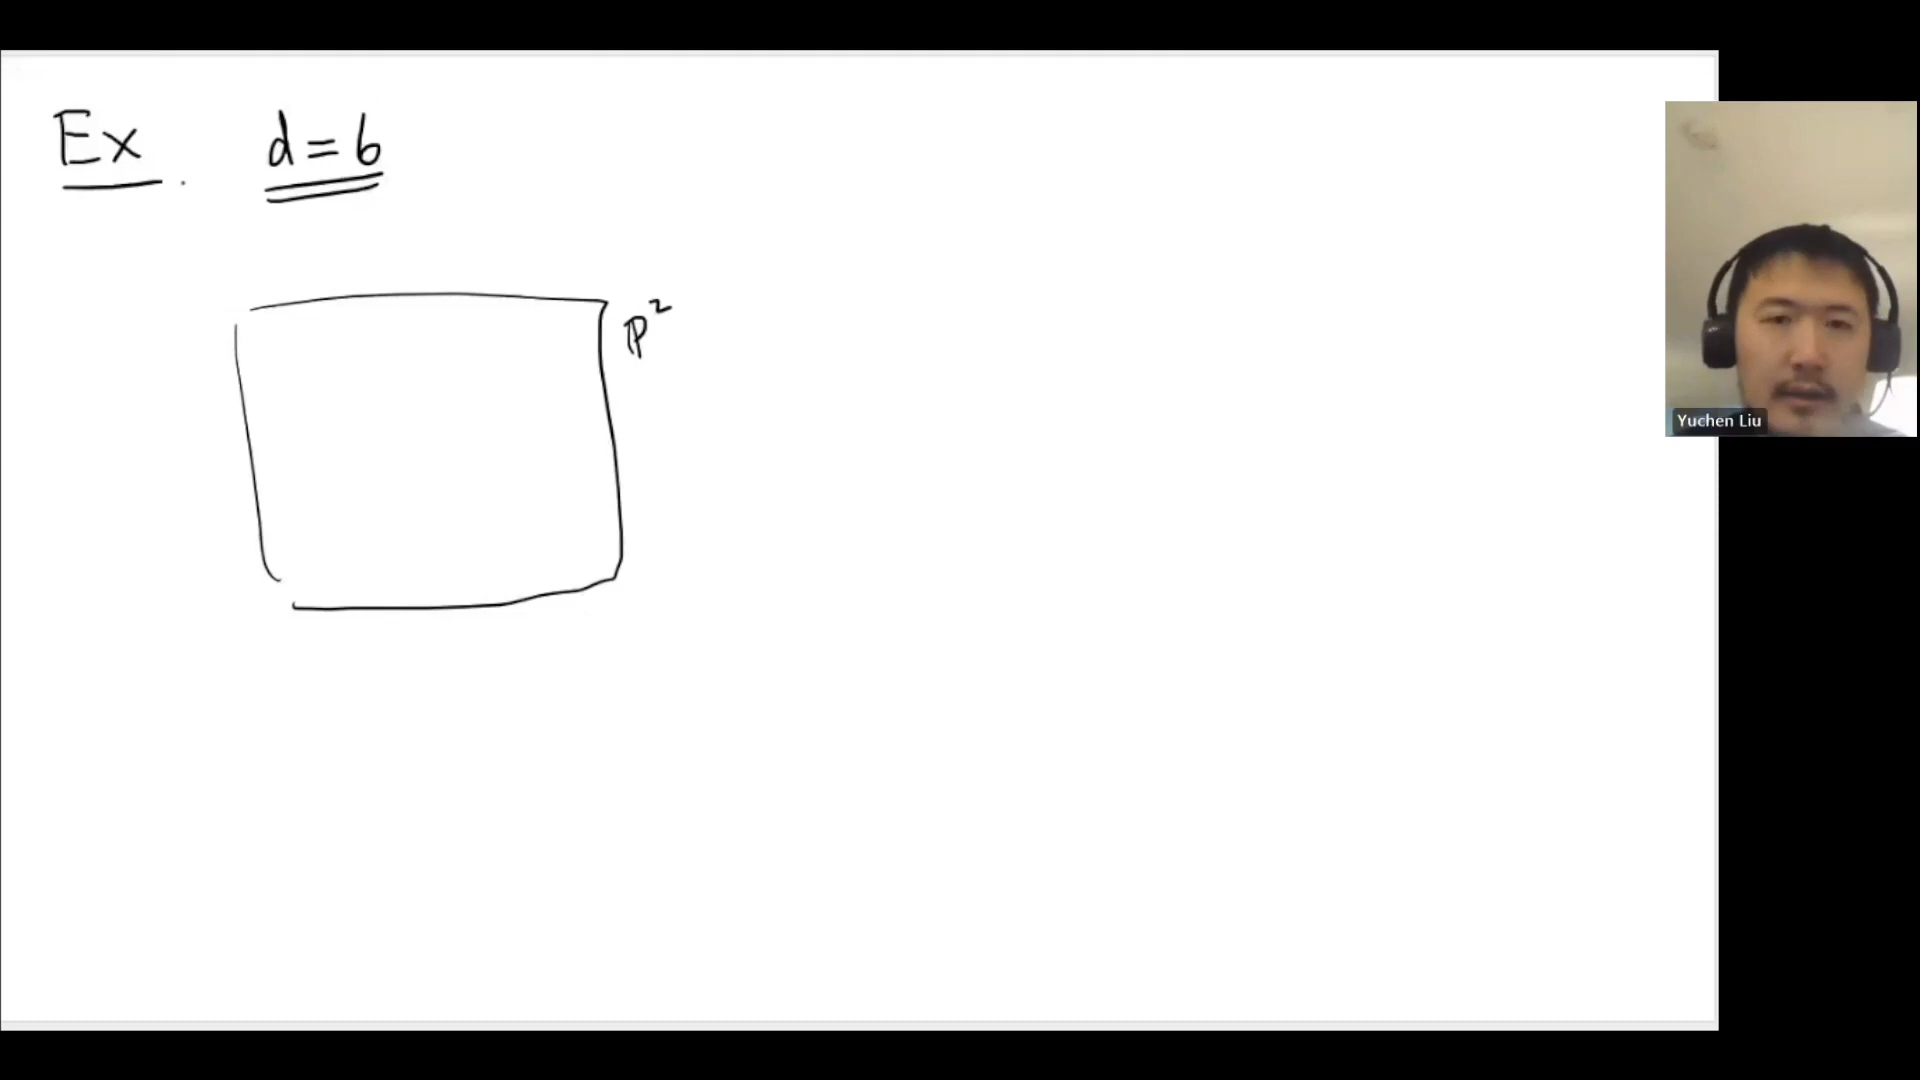 Ex. d=6
ℙ²
Yuchen Liu